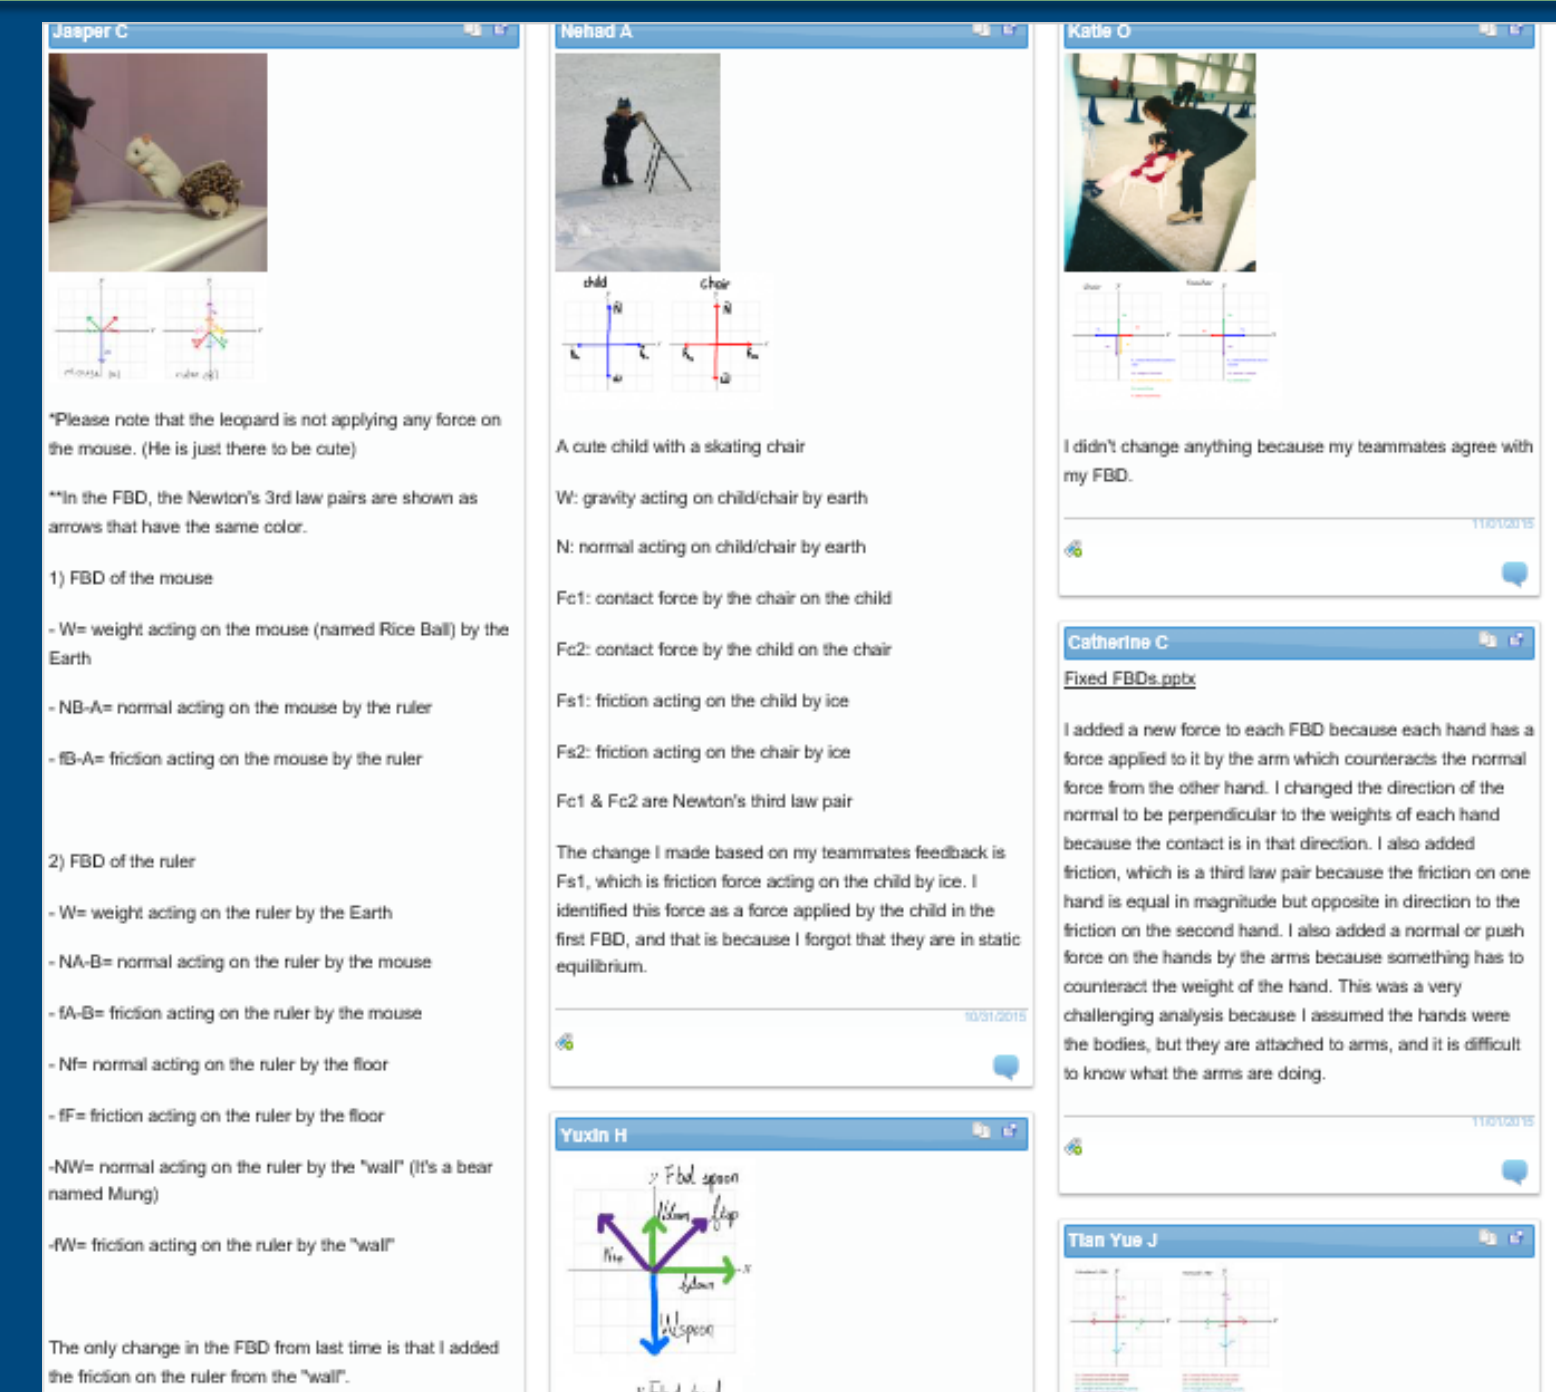 Jasper C
*Please note that the leopard is not applying any force on
the mouse. (He is just there to be cute)
**In the FBD, the Newton's 3rd law pairs are shown as
arrows that have the same color.
1) FBD of the mouse
- W= weight acting on the mouse (named Rice Ball) by the
Earth
- NB-A= normal acting on the mouse by the ruler
- fB-A= friction acting on the mouse by the ruler
2) FBD of the ruler
- W= weight acting on the ruler by the Earth
- NA-B= normal acting on the ruler by the mouse
- fA-B= friction acting on the ruler by the mouse
- Nf= normal acting on the ruler by the floor
- fF= friction acting on the ruler by the floor
-NW= normal acting on the ruler by the "wall" (It's a bear
named Mung)
-fW= friction acting on the ruler by the "wall"
The only change in the FBD from last time is that I added
the friction on the ruler from the "wall".
Nehad A
child
chair
A cute child with a skating chair
W: gravity acting on child/chair by earth
N: normal acting on child/chair by earth
Fc1: contact force by the chair on the child
Fc2: contact force by the child on the chair
Fs1: friction acting on the child by ice
Fs2: friction acting on the chair by ice
Fc1 & Fc2 are Newton's third law pair
The change I made based on my teammates feedback is
Fs1, which is friction force acting on the child by ice. I
identified this force as a force applied by the child in the
first FBD, and that is because I forgot that they are in static
equilibrium.
10/31/2015
Yuxin H
y Fbd spoon
Ndown ftop
Ntop
x
fdown
Wspoon
Katie O
I didn't change anything because my teammates agree with
my FBD.
11/01/2015
Catherine C
Fixed FBDs.pptx
I added a new force to each FBD because each hand has a
force applied to it by the arm which counteracts the normal
force from the other hand. I changed the direction of the
normal to be perpendicular to the weights of each hand
because the contact is in that direction. I also added
friction, which is a third law pair because the friction on one
hand is equal in magnitude but opposite in direction to the
friction on the second hand. I also added a normal or push
force on the hands by the arms because something has to
counteract the weight of the hand. This was a very
challenging analysis because I assumed the hands were
the bodies, but they are attached to arms, and it is difficult
to know what the arms are doing.
11/01/2015
Tian Yue J